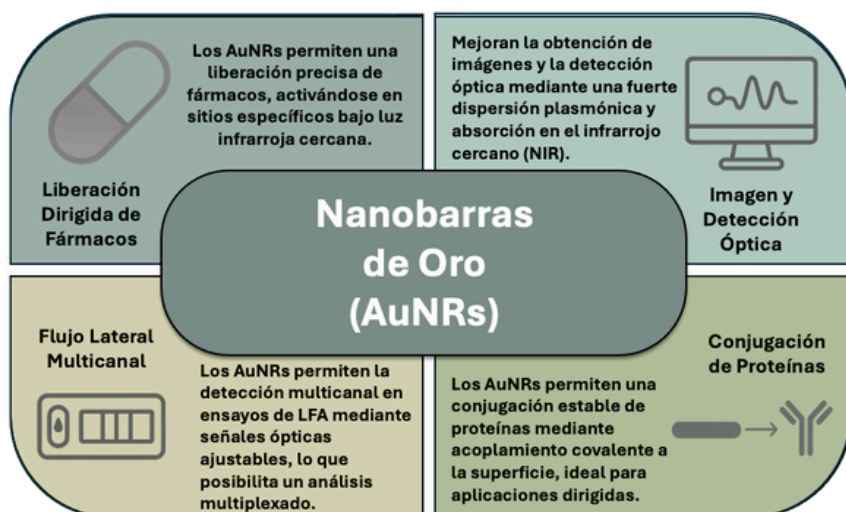 Los AuNRs permiten una
liberación precisa de
fármacos, activándose en
sitios específicos bajo luz
infrarroja cercana.
Liberación
Dirigida de
Fármacos
Mejoran la obtención de
imágenes y la detección
óptica mediante una fuerte
dispersión plasmónica y
absorción en el infrarrojo
cercano (NIR).
Imagen y
Detección
Óptica
Nanobarras
de Oro
(AuNRs)
Flujo Lateral
Multicanal
Los AuNRs permiten la
detección multicanal en
ensayos de LFA mediante
señales ópticas
ajustables, lo que
posibilita un análisis
multiplexado.
Conjugación
de Proteínas
Los AuNRs permiten una
conjugación estable de
proteínas mediante
acoplamiento covalente a
la superficie, ideal para
aplicaciones dirigidas.